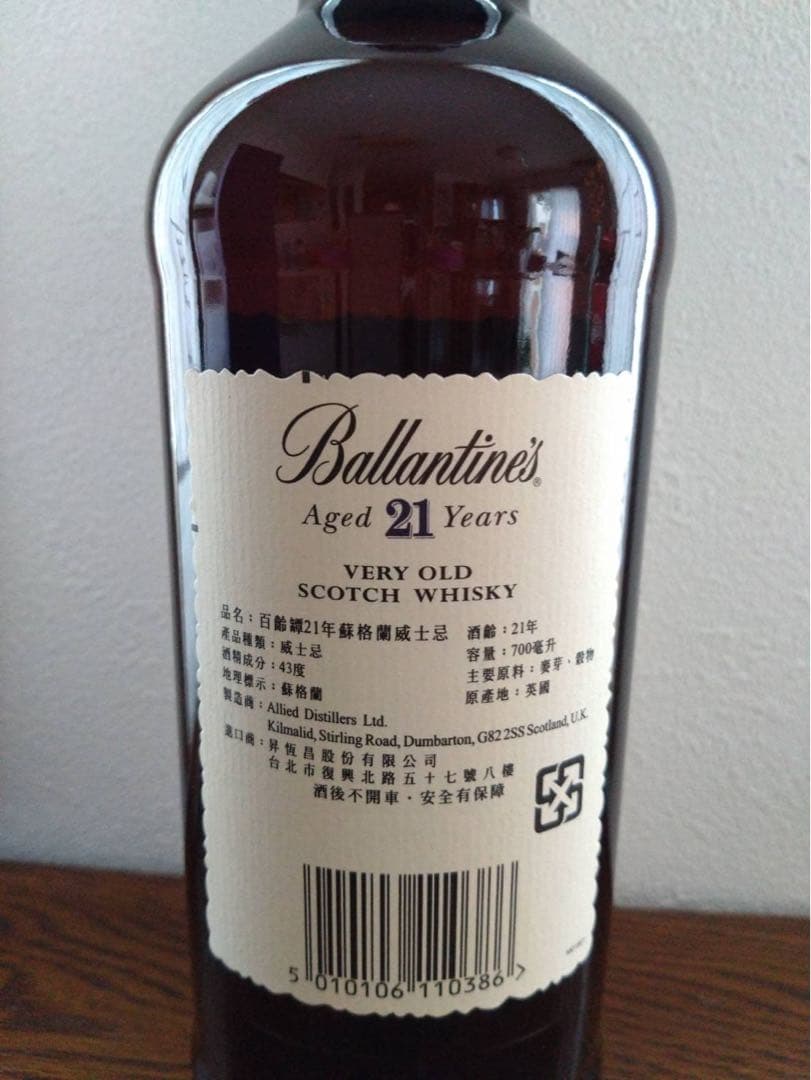 Ballantine's®
Aged 21 Years
VERY OLD
SCOTCH WHISKY
品名：百齡罈21年蘇格蘭威士忌 酒齡：21年
產品種類：威士忌 容量：700毫升
酒精成分：43度 主要原料：麥芽、穀物
地理標示：蘇格蘭 原產地：英國
製造商：Allied Distillers Ltd.
Kilmalid, Stirling Road, Dumbarton, G82 2SS Scotland, U.K.
進口商：昇恆昌股份有限公司
台北市復興北路五十七號八樓
酒後不開車・安全有保障
5 010106 110386 >